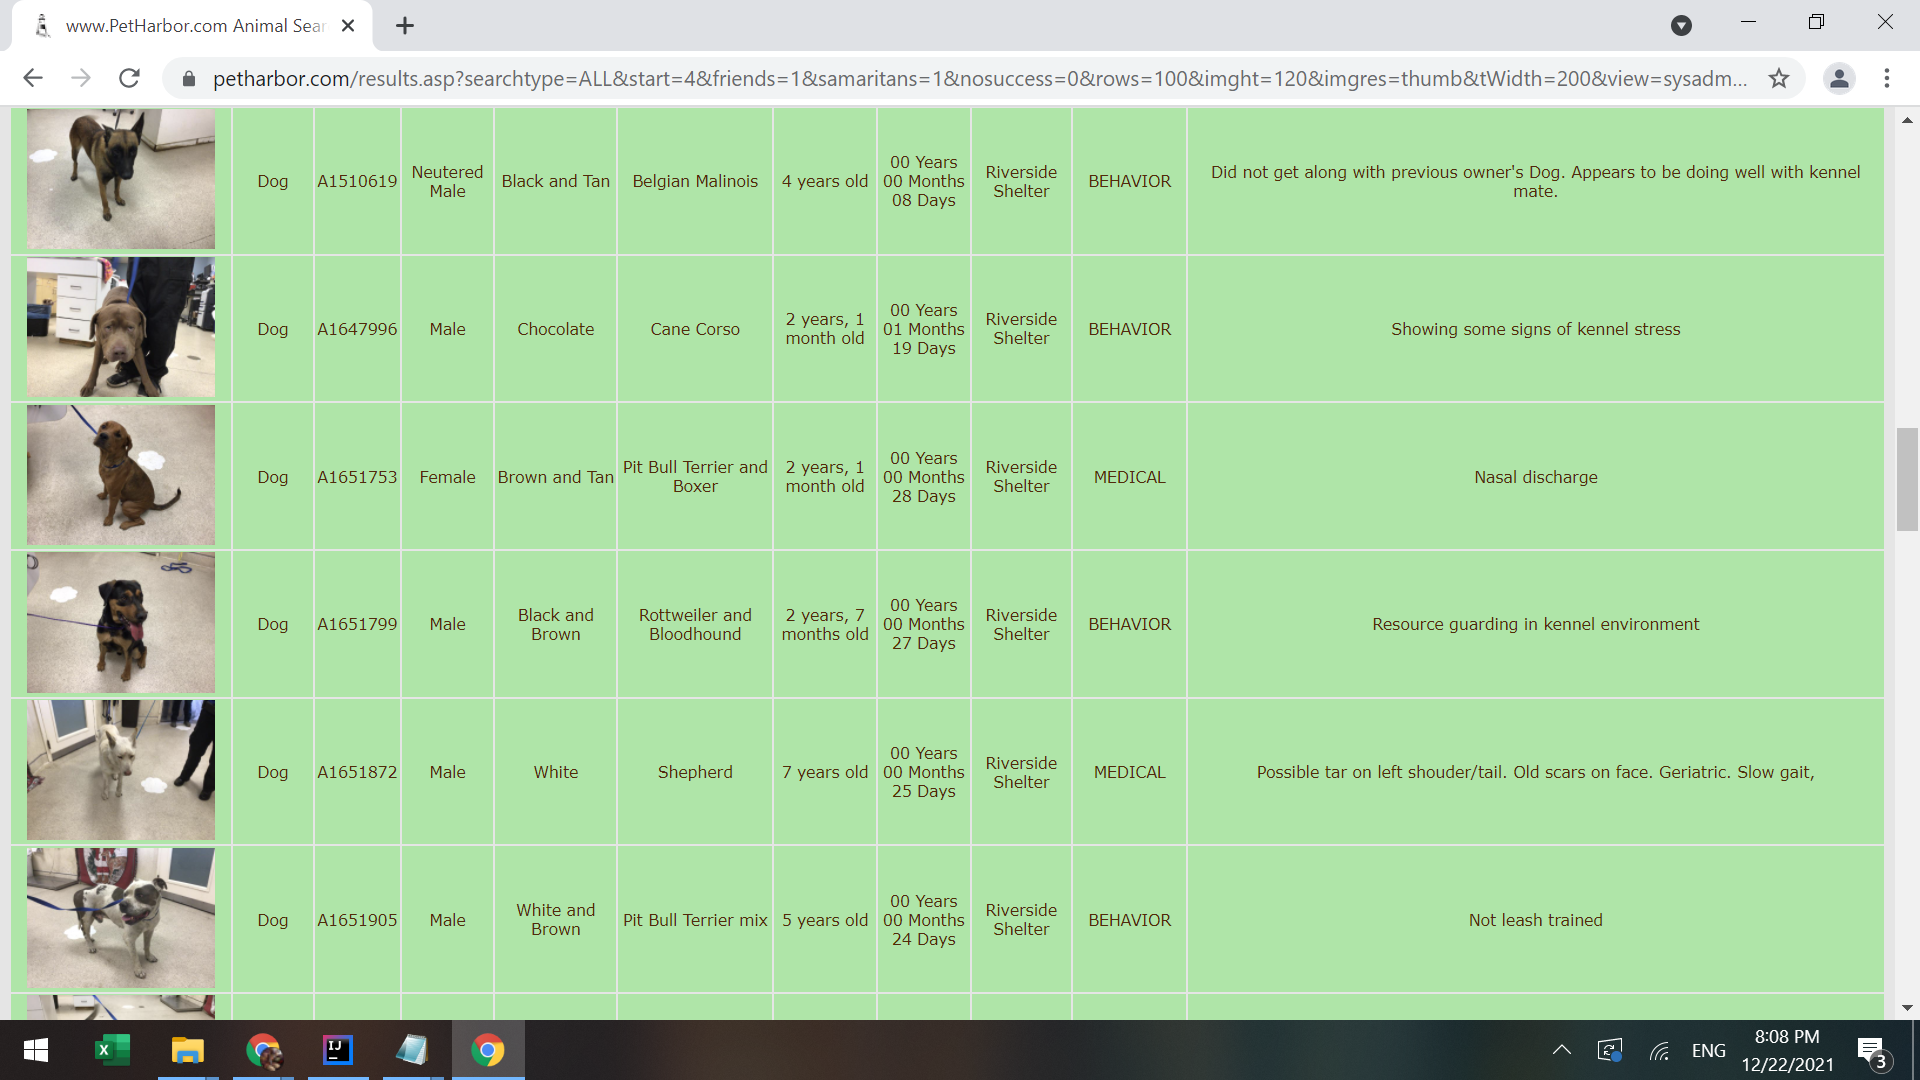 www.PetHarbor.com Animal Sear
petharbor.com/results.asp?searchtype=ALL&start=4&friends=1&samaritans=1&nosuccess=0&rows=100&imght=120&imgres=thumb&tWidth=200&view=sysadm...
Dog A1510619 Neutered Male Black and Tan Belgian Malinois 4 years old 00 Years 00 Months 08 Days Riverside Shelter BEHAVIOR Did not get along with previous owner's Dog. Appears to be doing well with kennel mate.
Dog A1647996 Male Chocolate Cane Corso 2 years, 1 month old 00 Years 01 Months 19 Days Riverside Shelter BEHAVIOR Showing some signs of kennel stress
Dog A1651753 Female Brown and Tan Pit Bull Terrier and Boxer 2 years, 1 month old 00 Years 00 Months 28 Days Riverside Shelter MEDICAL Nasal discharge
Dog A1651799 Male Black and Brown Rottweiler and Bloodhound 2 years, 7 months old 00 Years 00 Months 27 Days Riverside Shelter BEHAVIOR Resource guarding in kennel environment
Dog A1651872 Male White Shepherd 7 years old 00 Years 00 Months 25 Days Riverside Shelter MEDICAL Possible tar on left shouder/tail. Old scars on face. Geriatric. Slow gait,
Dog A1651905 Male White and Brown Pit Bull Terrier mix 5 years old 00 Years 00 Months 24 Days Riverside Shelter BEHAVIOR Not leash trained
IJ
ENG
8:08 PM
12/22/2021
3